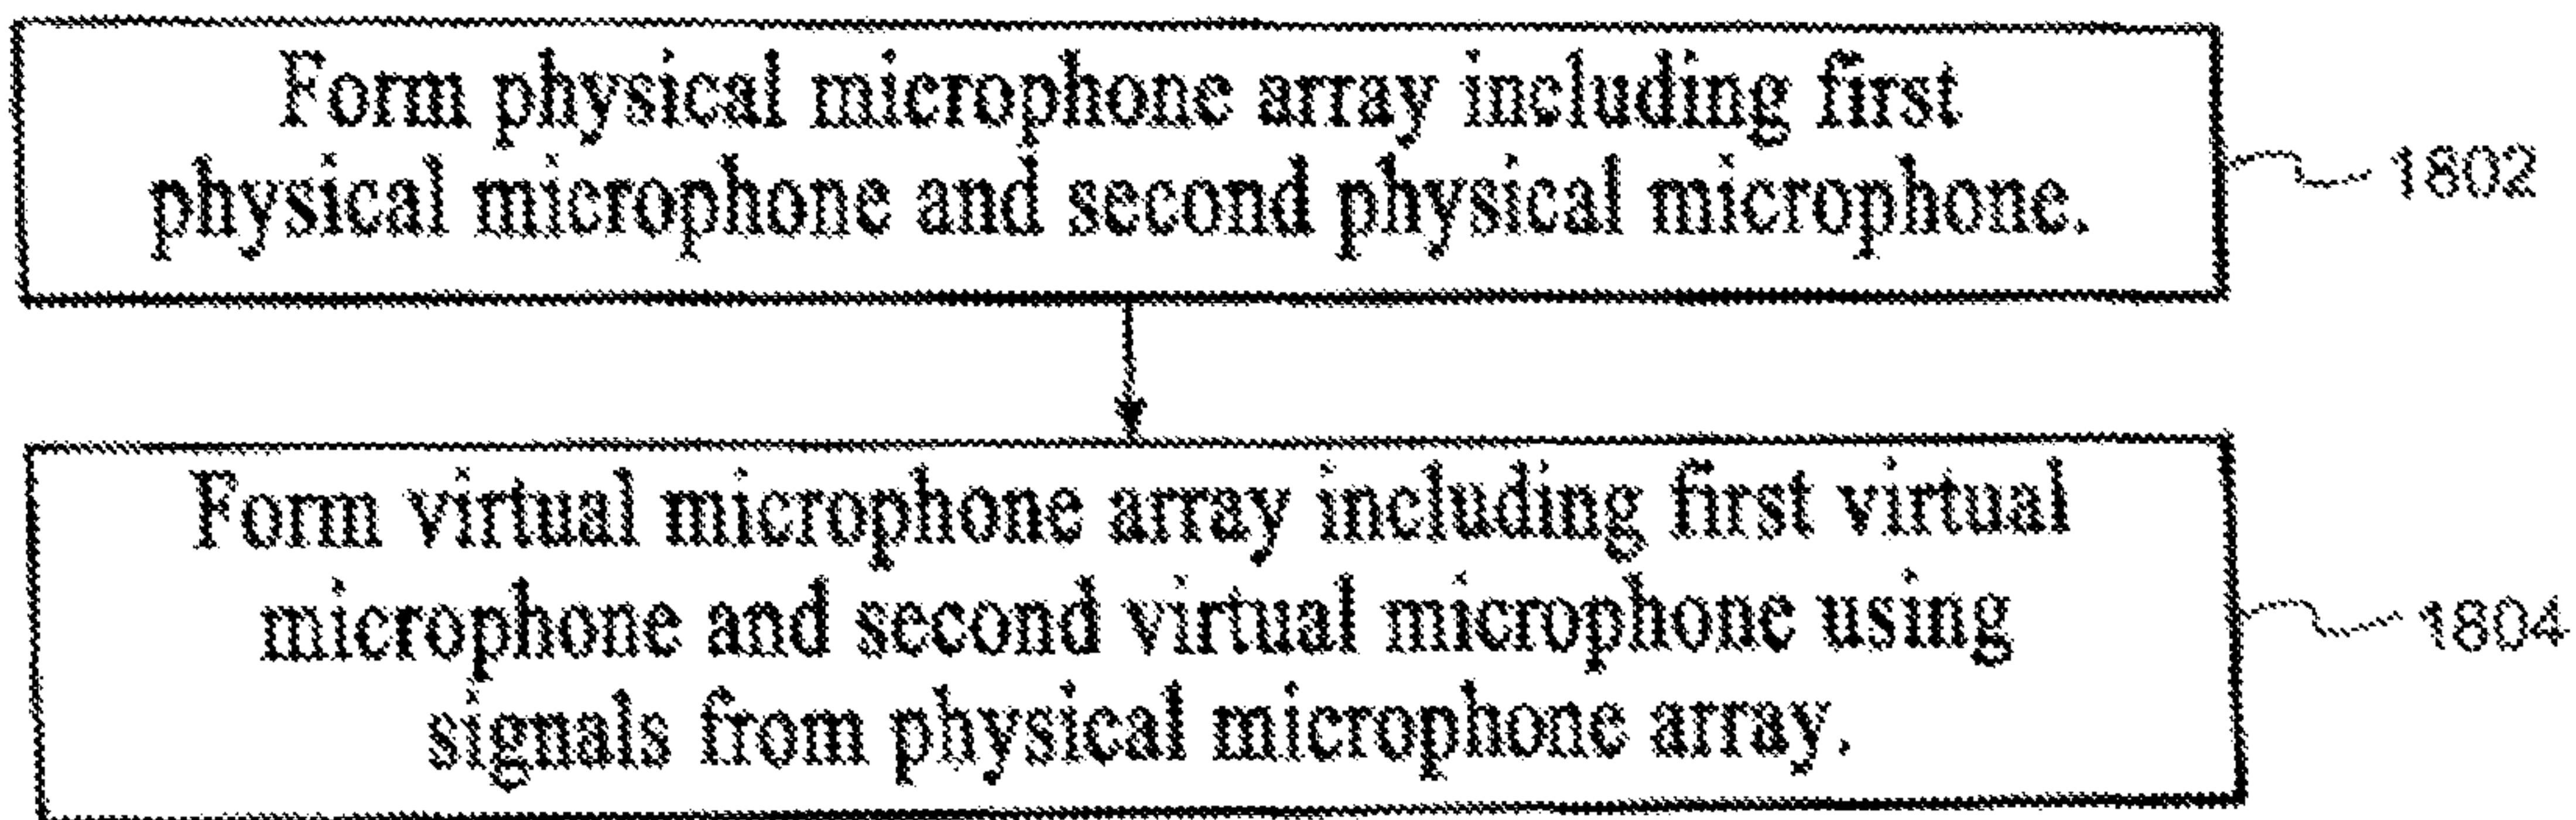 Form physical microphone array including first
physical microphone and second physical microphone.
1802
Form virtual microphone array including first virtual
microphone and second virtual microphone using
signals from physical microphone array.
1804